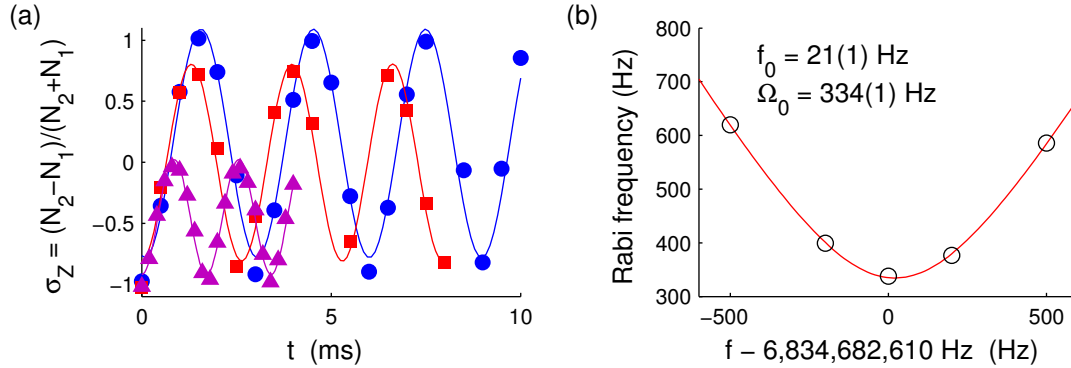 (a)
σ_Z = (N_2−N_1)/(N_2+N_1)
1
0.5
0
−0.5
−1
0
5
10
t (ms)
(b)
Rabi frequency (Hz)
800
700
600
500
400
300
f_0 = 21(1) Hz
Ω_0 = 334(1) Hz
−500
0
500
f − 6,834,682,610 Hz (Hz)